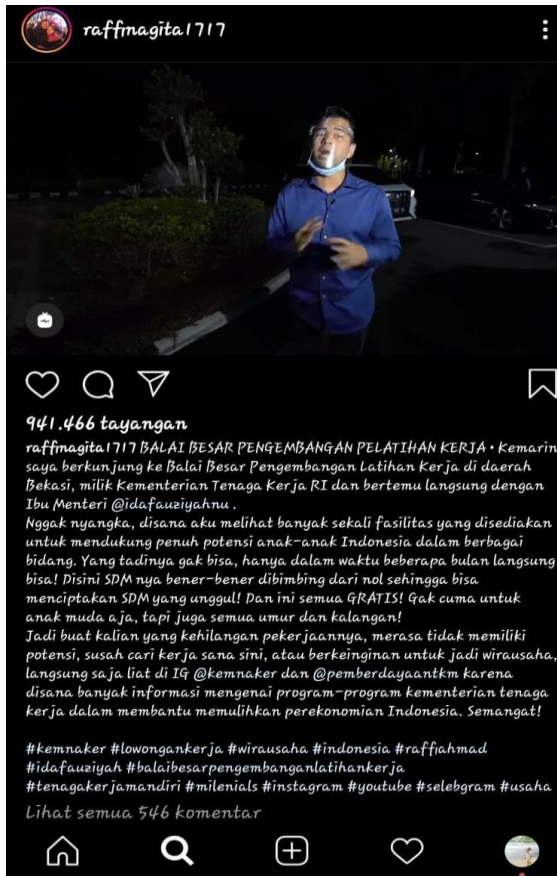 raffinagita1717
941.466 tayangan
raffinagita1717 BALAI BESAR PENGEMBANGAN PELATIHAN KERJA • Kemarin
saya berkunjung ke Balai Besar Pengembangan Latihan Kerja di daerah
Bekasi, milik Kementerian Tenaga Kerja RI dan bertemu langsung dengan
Ibu Menteri @idafauziyahnu .
Nggak nyangka, disana aku melihat banyak sekali fasilitas yang disediakan
untuk mendukung penuh potensi anak-anak Indonesia dalam berbagai
bidang. Yang tadinya gak bisa, hanya dalam waktu beberapa bulan langsung
bisa! Disini SDM nya bener-bener dibimbing dari nol sehingga bisa
menciptakan SDM yang unggul! Dan ini semua GRATIS! Gak cuma untuk
anak muda aja, tapi juga semua umur dan kalangan!
Jadi buat kalian yang kehilangan pekerjaannya, merasa tidak memiliki
potensi, susah cari kerja sana sini, atau berkeinginan untuk jadi wirausaha,
langsung saja liat di IG @kemnaker dan @pemberdayaantkm karena
disana banyak informasi mengenai program-program kementerian tenaga
kerja dalam membantu memulihkan perekonomian Indonesia. Semangat!
#kemnaker #lowongankerja #wirausaha #indonesia #raffiahmad
#idafauziyah #balaibesarpengembanganlatihankerja
#tenagakerjamandiri #milenials #instagram #youtube #selebgram #usaha
Lihat semua 546 komentar